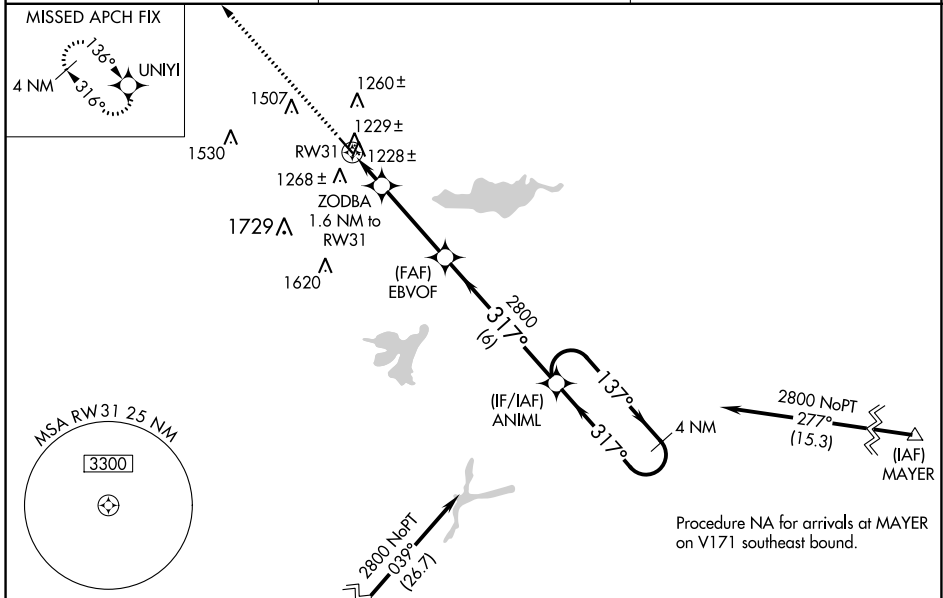 MISSED APCH FIX
136°
UNIYI
4 NM
316°
1507
1260±
1530
1229±
RW31
1228±
1268±
ZODBA
1.6 NM to
RW31
1729
1620
(FAF)
EBVOF
2800
317°
(6)
(IF/IAF)
ANIML
137°
317°
4 NM
2800 NoPT
277°
(15.3)
(IAF)
MAYER
MSA RW31 25 NM
3300
2800 NoPT
039°
(26.7)
Procedure NA for arrivals at MAYER
on V171 southeast bound.